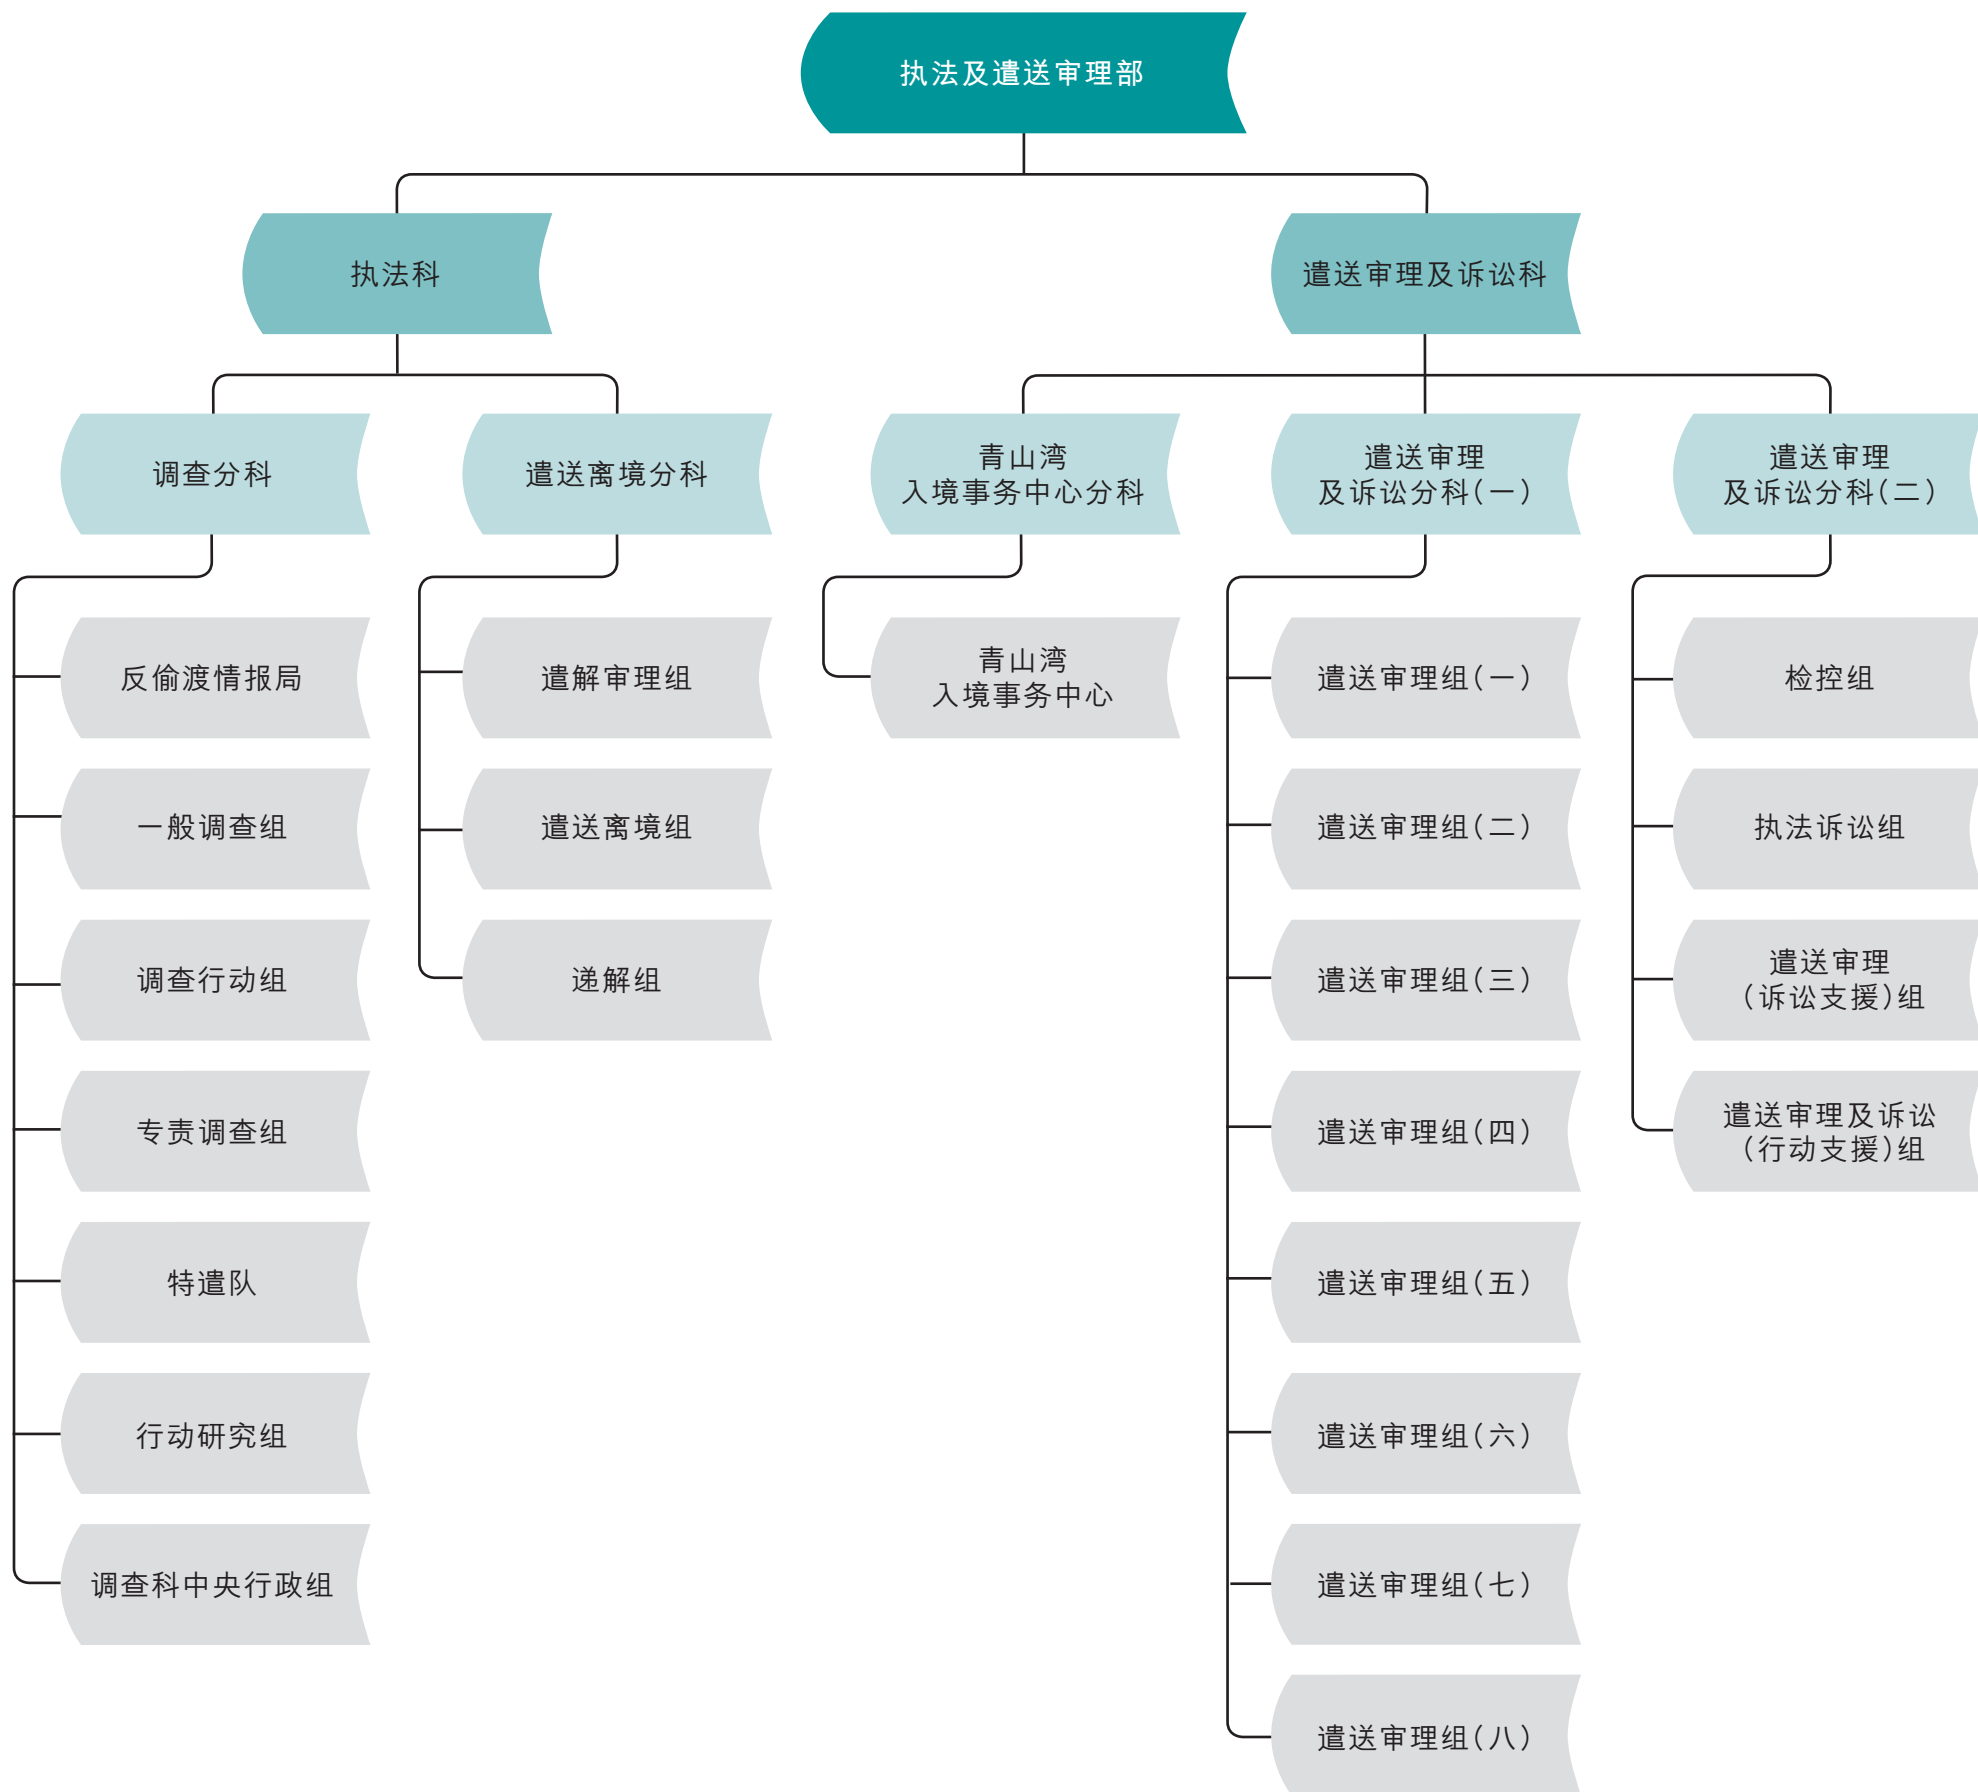 执法及遣送审理部
执法科
遣送审理及诉讼科
调查分科
遣送离境分科
青山湾
入境事务中心分科
遣送审理
及诉讼分科(一)
遣送审理
及诉讼分科(二)
反偷渡情报局
一般调查组
调查行动组
专责调查组
特遣队
行动研究组
调查科中央行政组
遣解审理组
遣送离境组
递解组
青山湾
入境事务中心
遣送审理组(一)
遣送审理组(二)
遣送审理组(三)
遣送审理组(四)
遣送审理组(五)
遣送审理组(六)
遣送审理组(七)
遣送审理组(八)
检控组
执法诉讼组
遣送审理
(诉讼支援)组
遣送审理及诉讼
(行动支援)组